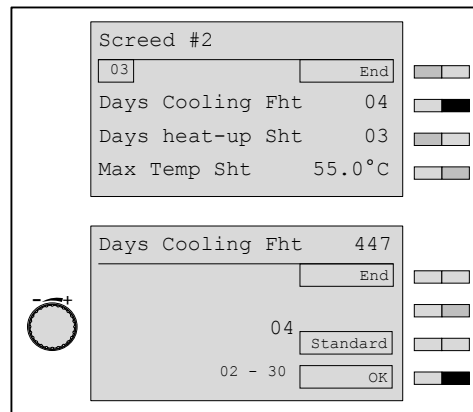 Screed #2
03 End
Days Cooling Fht 04
Days heat-up Sht 03
Max Temp Sht 55.0°C
Days Cooling Fht 447
End
- +
04
Standard
02 - 30 OK